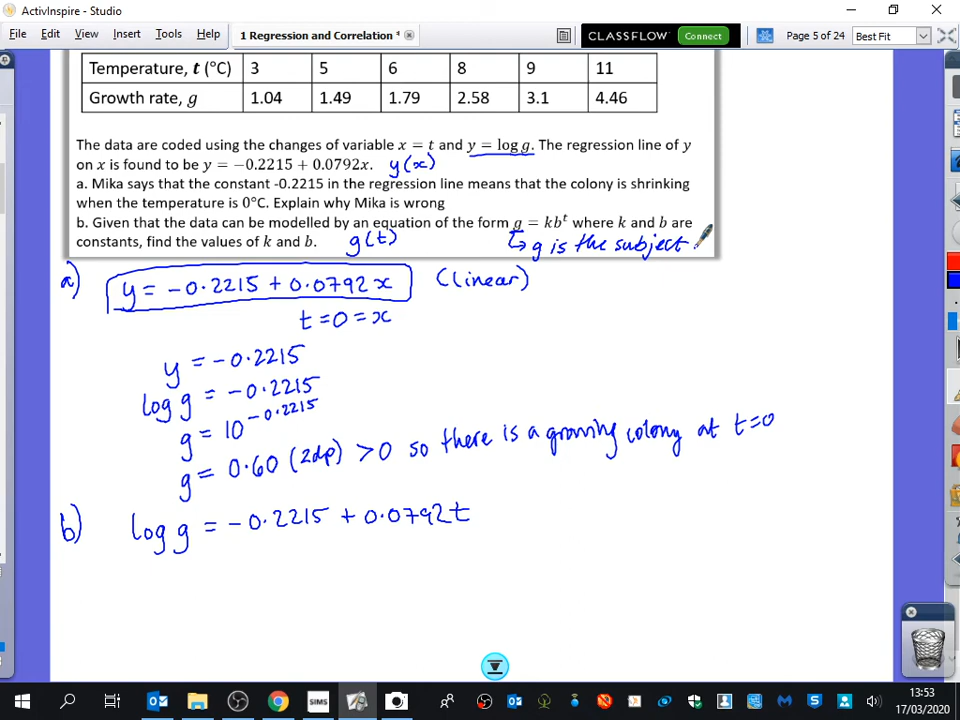 ActivInspire - Studio
File Edit View Insert Tools Help
1 Regression and Correlation *
CLASSFLOW Connect
Page 5 of 24
Best Fit
Temperature, t (°C) 3 5 6 8 9 11
Growth rate, g 1.04 1.49 1.79 2.58 3.1 4.46
The data are coded using the changes of variable x = t and y = log g. The regression line of y
on x is found to be y = −0.2215 + 0.0792x. y(x)
a. Mika says that the constant -0.2215 in the regression line means that the colony is shrinking
when the temperature is 0°C. Explain why Mika is wrong
b. Given that the data can be modelled by an equation of the form g = kb^t where k and b are
constants, find the values of k and b. g(t) ↳ g is the subject
a) y = −0.2215 + 0.0792x (linear)
t = 0 = x
y = −0.2215
log g = −0.2215
g = 10^−0.2215
g = 0.60 (2dp) > 0 so there is a growing colony at t=0
b) log g = −0.2215 + 0.0792t
SIMS
13:53
17/03/2020